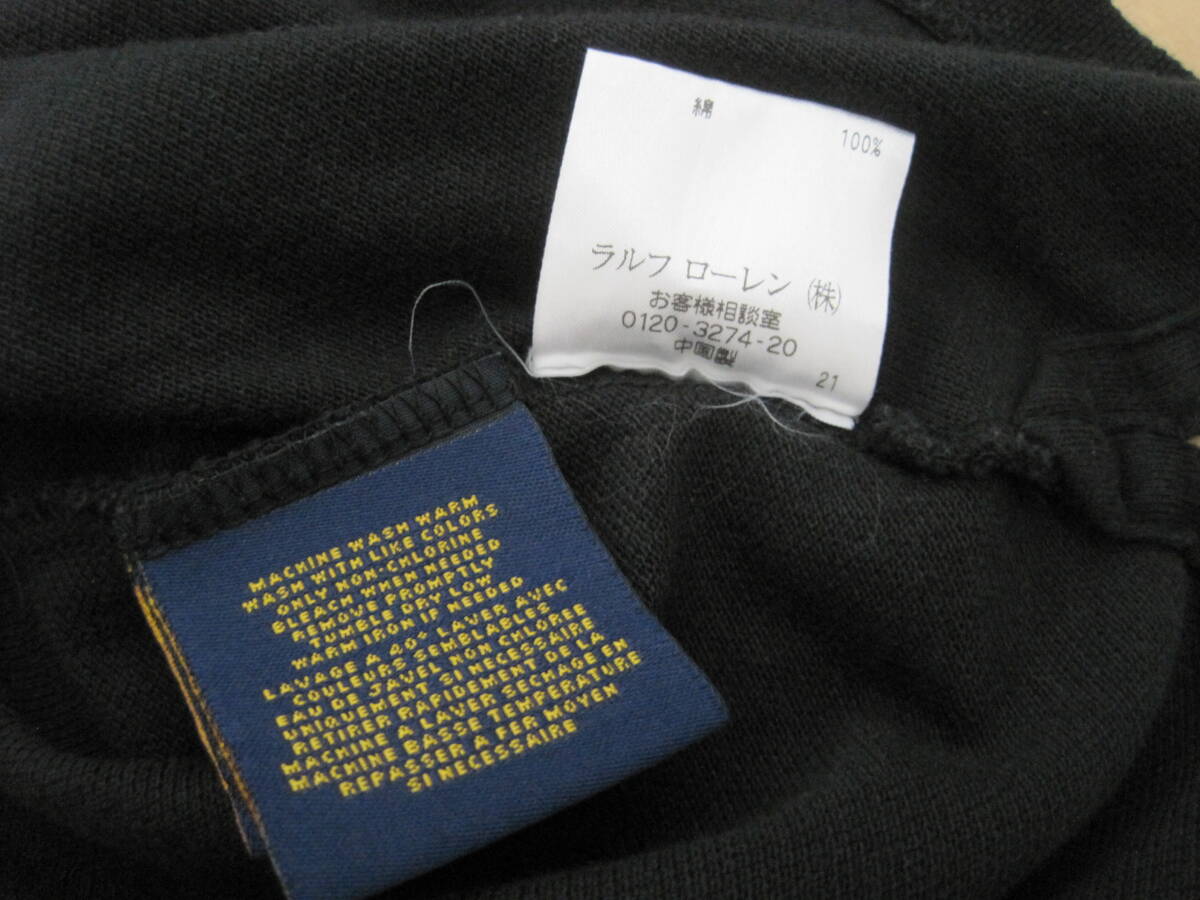 綿 100%
ラルフ ローレン (株)
お客様相談室
0120-3274-20
中国製
21
MACHINE WASH WARM
WASH WITH LIKE COLORS
ONLY NON-CHLORINE
BLEACH WHEN NEEDED
REMOVE PROMPTLY
TUMBLE DRY LOW
WARM IRON IF NEEDED
LAVAGE A 40° LAVER AVEC
COULEURS SEMBLABLES
EAU DE JAVEL NON CHLOREE
UNIQUEMENT SI NECESSAIRE
RETIRER RAPIDEMENT DE LA
MACHINE A LAVER SECHAGE EN
MACHINE BASSE TEMPERATURE
REPASSER A FER MOYEN
SI NECESSAIRE